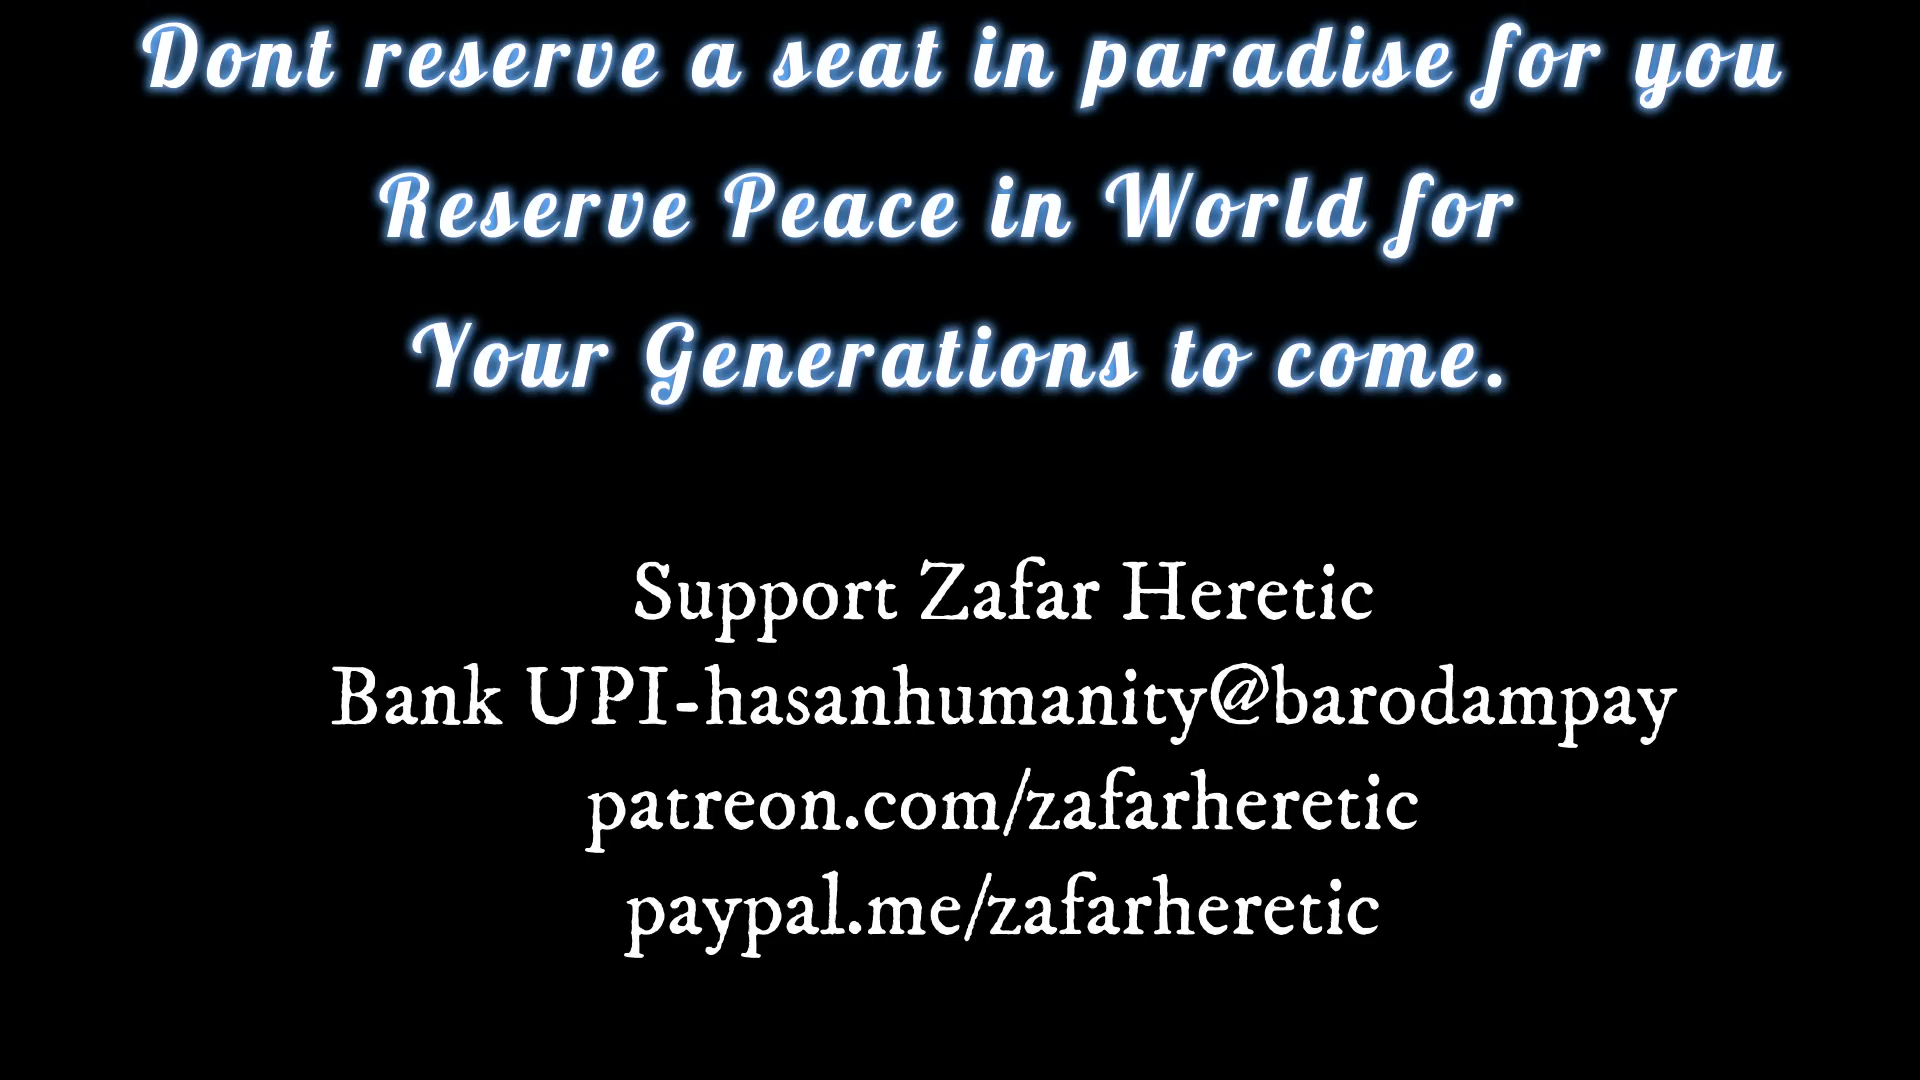 Dont reserve a seat in paradise for you
Reserve Peace in World for
Your Generations to come.
Support Zafar Heretic
Bank UPI-hasanhumanity@barodampay
patreon.com/zafarheretic
paypal.me/zafarheretic